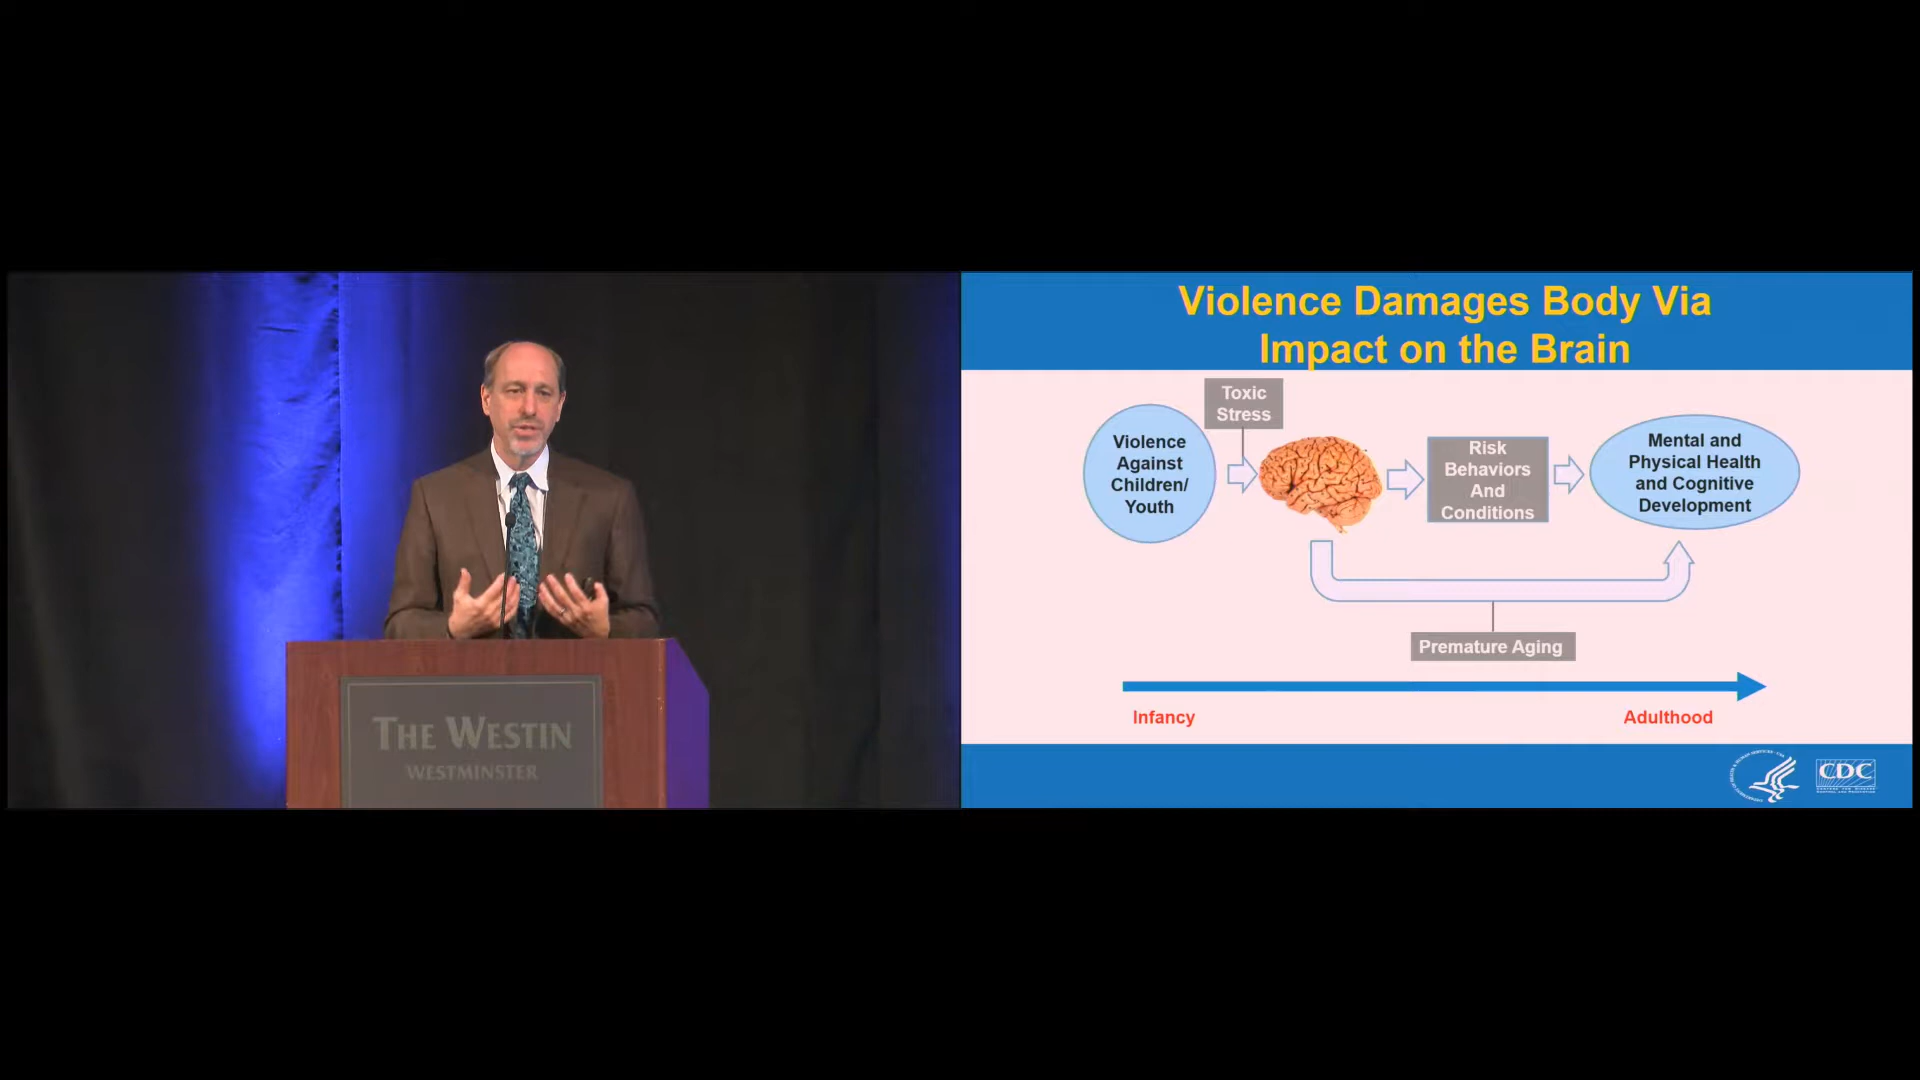 THE WESTIN
WESTMINSTER
Violence Damages Body Via
Impact on the Brain
Toxic
Stress
Violence
Against
Children/
Youth
Risk
Behaviors
And
Conditions
Mental and
Physical Health
and Cognitive
Development
Premature Aging
Infancy
Adulthood
CDC